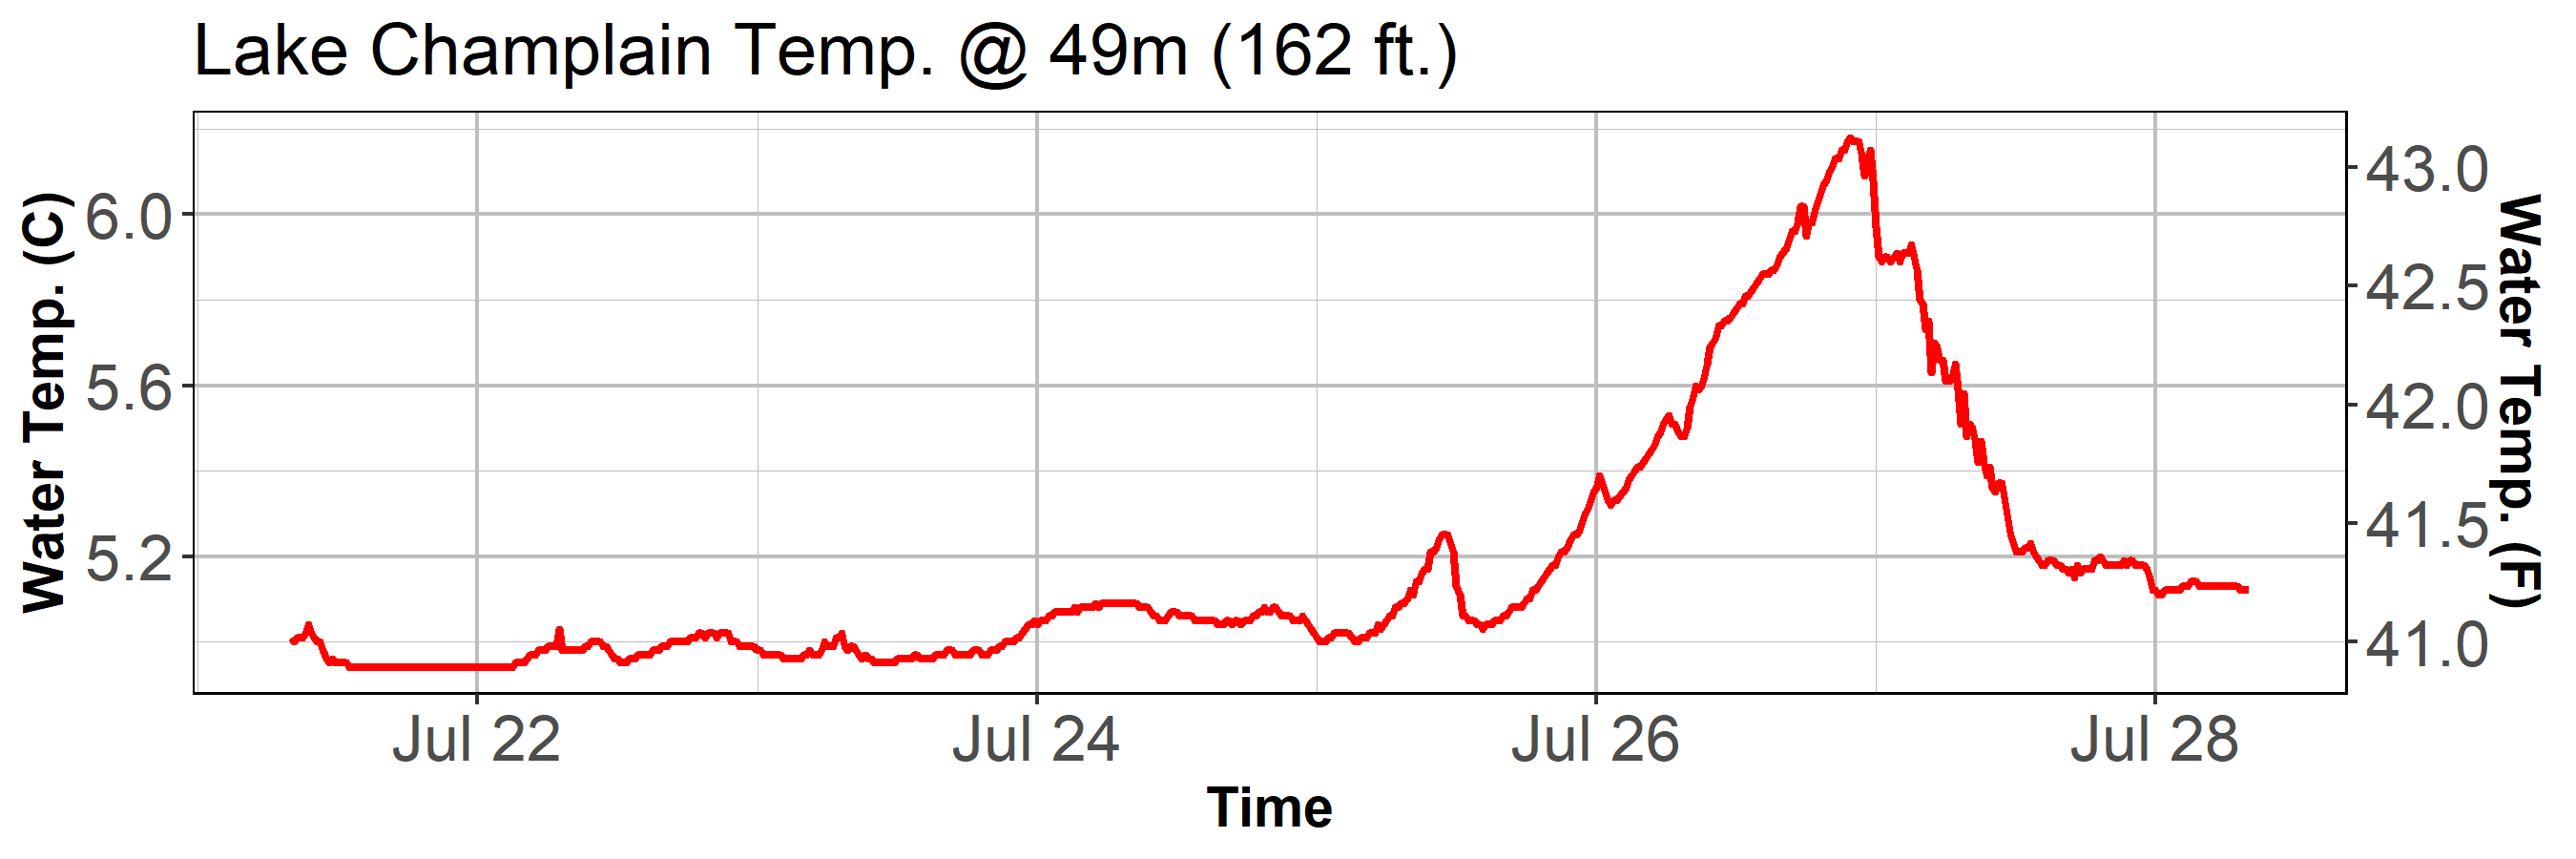 Lake Champlain Temp. @ 49m (162 ft.)
Water Temp. (C)
6.0
5.6
5.2
43.0
42.5
42.0
41.5
41.0
Water Temp. (F)
Jul 22 Jul 24 Jul 26 Jul 28
Time